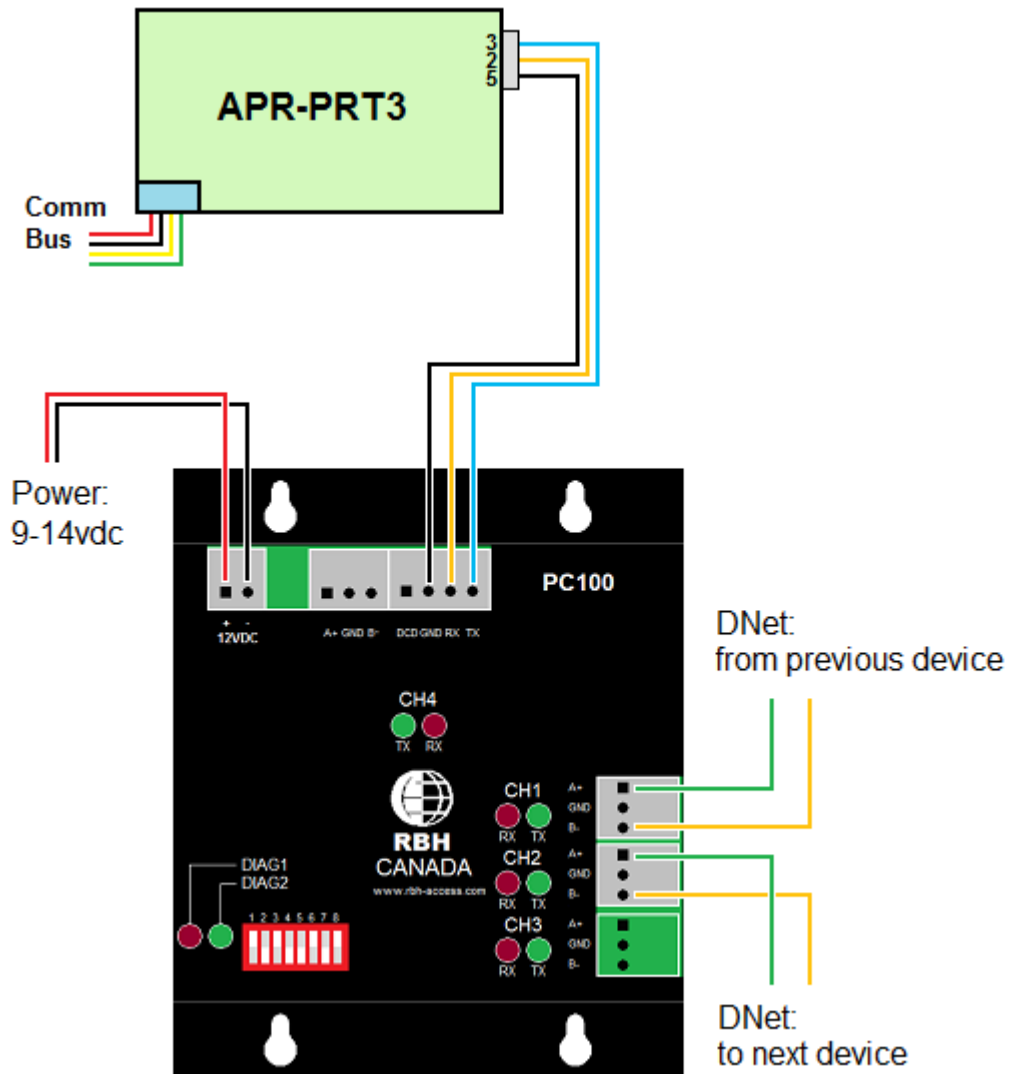 3
2
5
APR-PRT3
Comm
Bus
Power:
9-14vdc
PC100
+ -
12VDC
A+ GND B-
DCD GND RX TX
DNet:
from previous device
CH4
TX RX
CH1
RX TX
A+
GND
B-
RBH
CANADA
www.rbh-access.com
CH2
RX TX
A+
GND
B-
DIAG1
DIAG2
1 2 3 4 5 6 7 8
CH3
RX TX
A+
GND
B-
DNet:
to next device